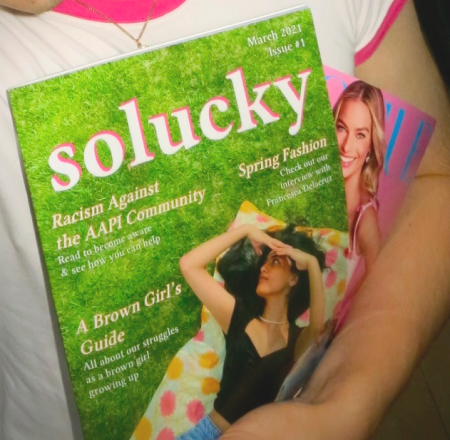 March 2021
Issue #1
solucky
Racism Against
the AAPI Community
Read to become aware
& see how you can help
Spring Fashion
Check out our
interview with
Francesca Delacruz
A Brown Girl's
Guide
All about our struggles
as a brown girl
growing up